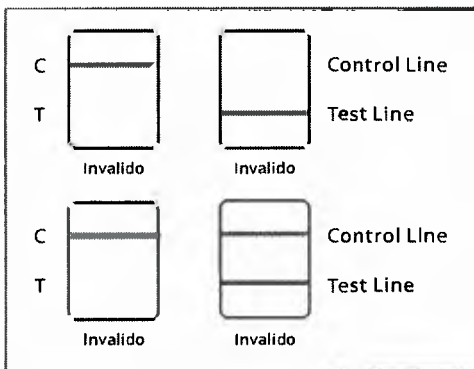 C Control Line
T Test Line
Invalido Invalido
C Control LIne
T Test Line
Invalido Invalido